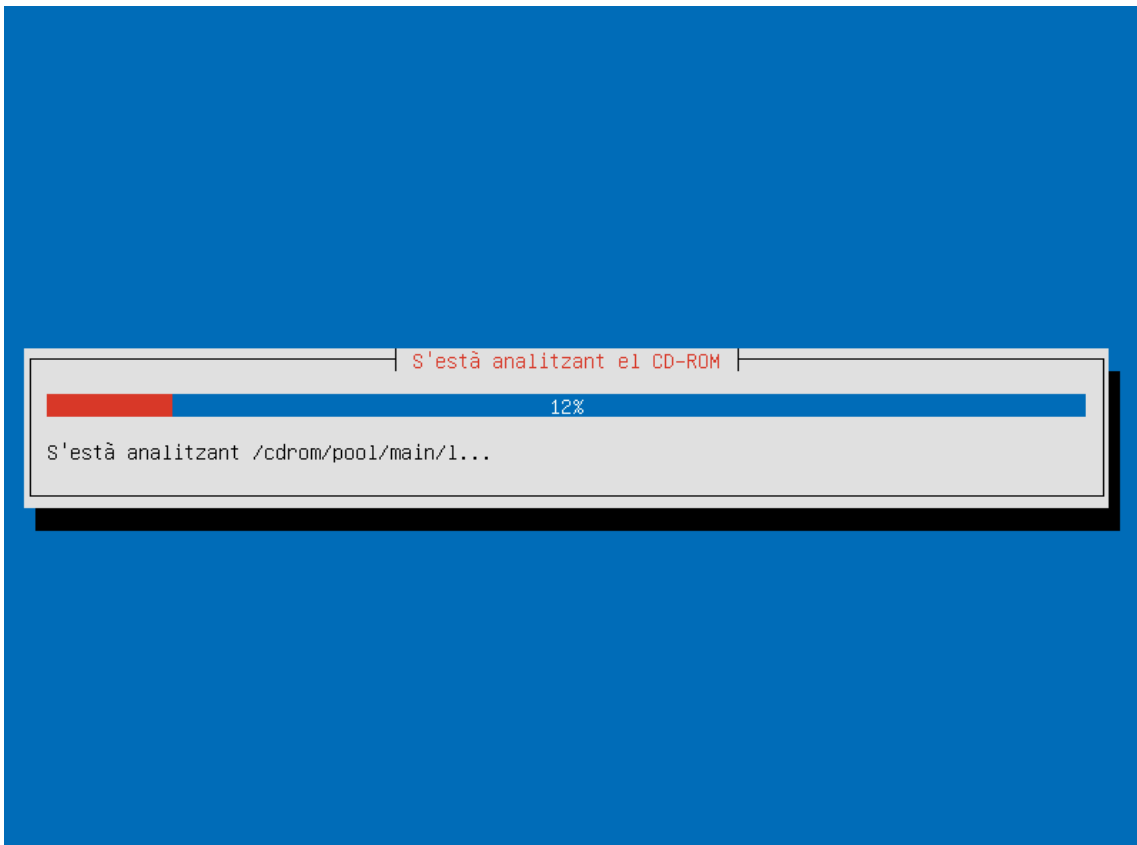 S'està analitzant el CD-ROM
12%
S'està analitzant /cdrom/pool/main/l...